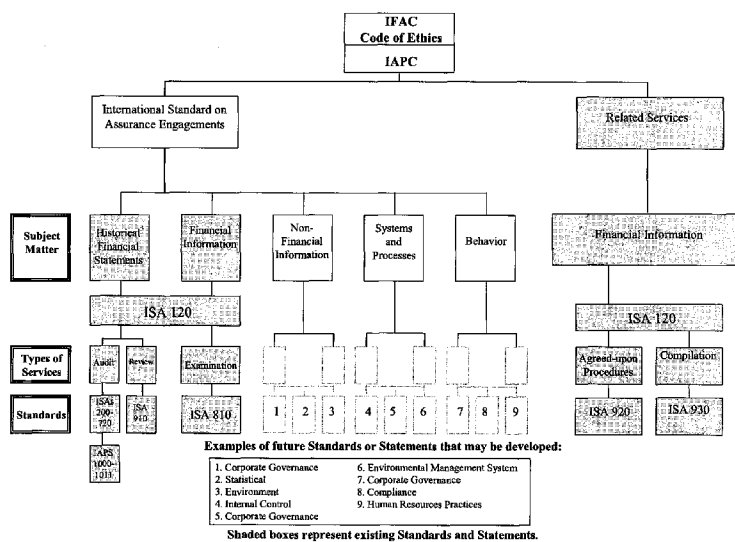 IFAC
Code of Ethics
IAPC
International Standard on
Assurance Engagements
Related Services
Subject
Matter
Historical
Financial
Statements
Financial
Information
Non-
Financial
Information
Systems
and
Processes
Behavior
Financial Information
ISA 120
ISA 120
Types of
Services
Audit
Review
Examination
Agreed-upon
Procedures
Compilation
Standards
ISAs
200-
720
ISA
910
ISA 810
1
2
3
4
5
6
7
8
9
ISA 920
ISA 930
IAPS
1000-
1011
Examples of future Standards or Statements that may be developed:
1. Corporate Governance
2. Statistical
3. Environment
4. Internal Control
5. Corporate Governance
6. Environmental Management System
7. Corporate Governance
8. Compliance
9. Human Resources Practices
Shaded boxes represent existing Standards and Statements.